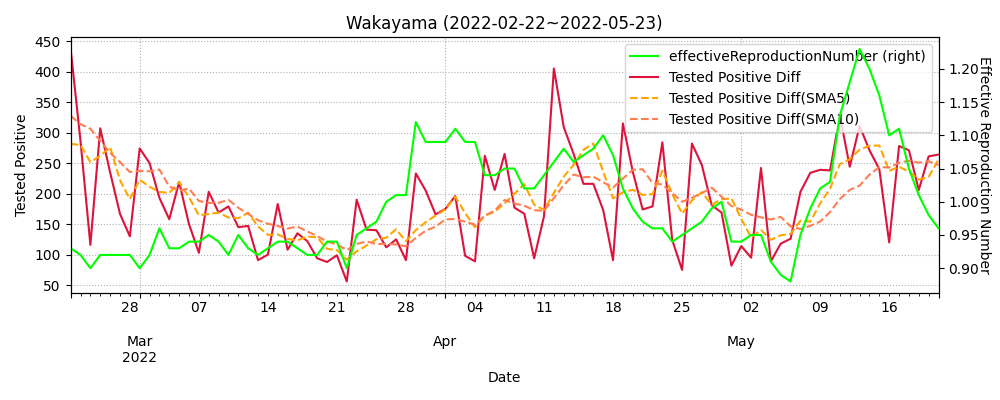 Wakayama (2022-02-22~2022-05-23)
effectiveReproductionNumber (right)
Tested Positive Diff
Tested Positive Diff(SMA5)
Tested Positive Diff(SMA10)
Tested Positive
450
400
350
300
250
200
150
100
50
1.20
1.15
1.10
1.05
1.00
0.95
0.90
Effective Reproduction Number
28 07 14 21 28 04 11 18 25 02 09 16
Mar Apr May
2022
Date